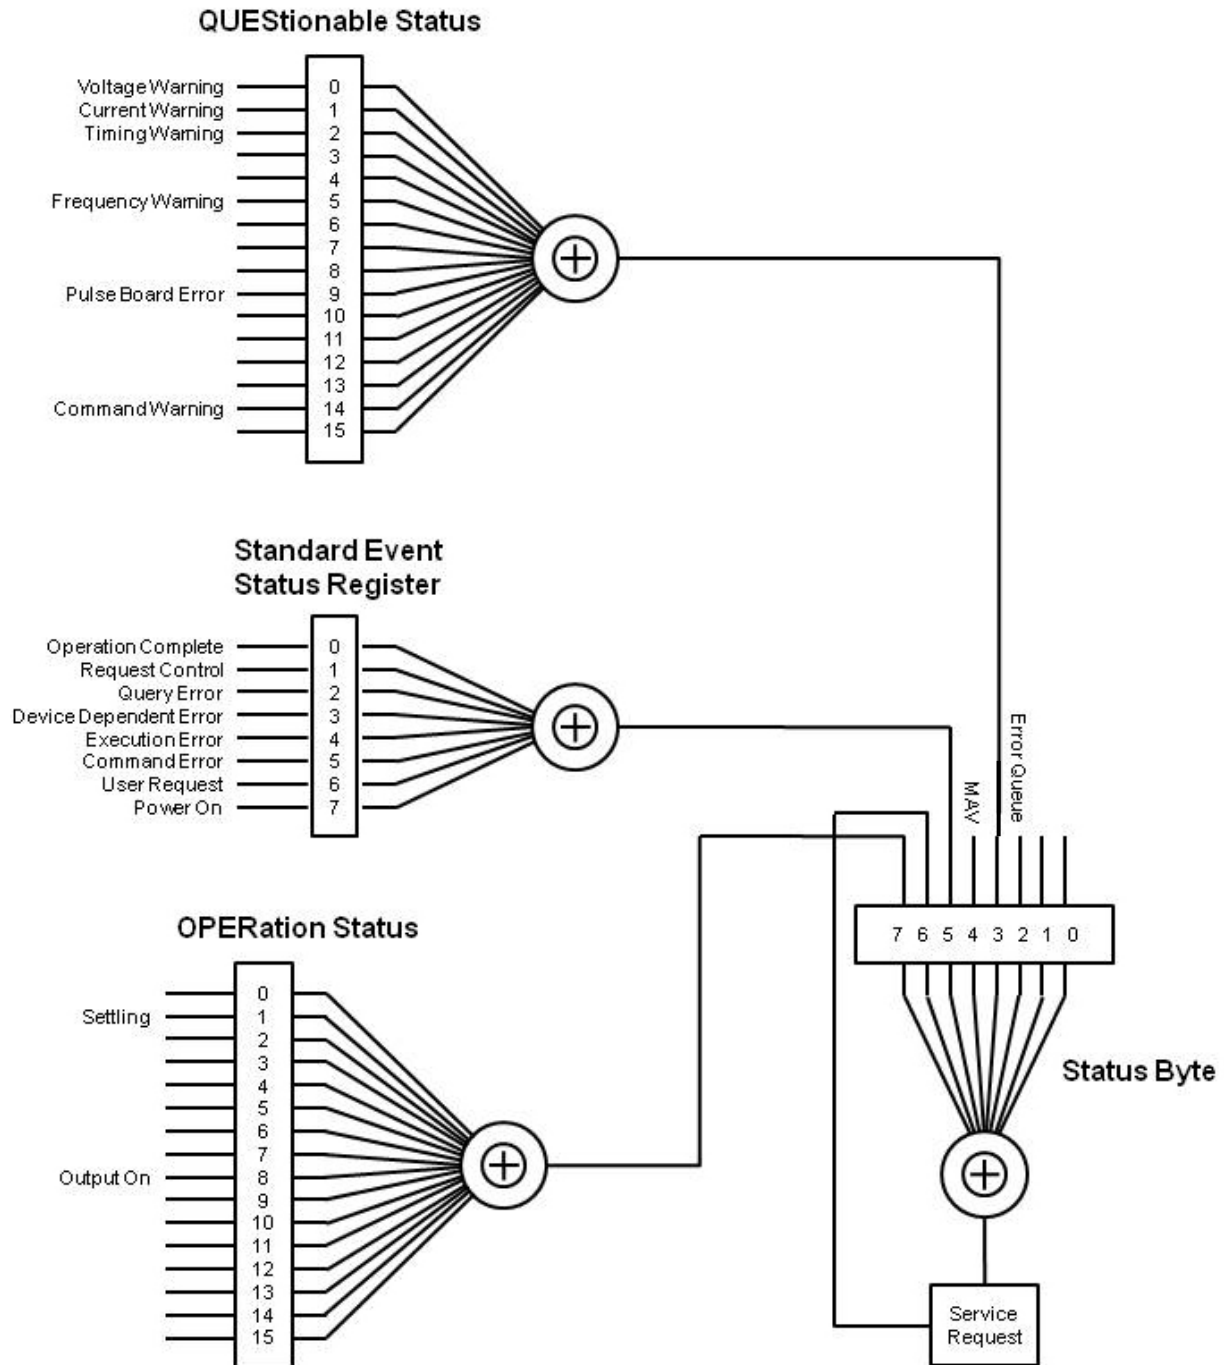 QUEStionable Status
Voltage Warning 0
Current Warning 1
Timing Warning 2
3
4
Frequency Warning 5
6
7
8
Pulse Board Error 9
10
11
12
13
Command Warning 14
15
Standard Event
Status Register
Operation Complete 0
Request Control 1
Query Error 2
Device Dependent Error 3
Execution Error 4
Command Error 5
User Request 6
Power On 7
MAV
Error Queue
7 6 5 4 3 2 1 0
Status Byte
Service
Request
OPERation Status
0
Settling 1
2
3
4
5
6
7
Output On 8
9
10
11
12
13
14
15